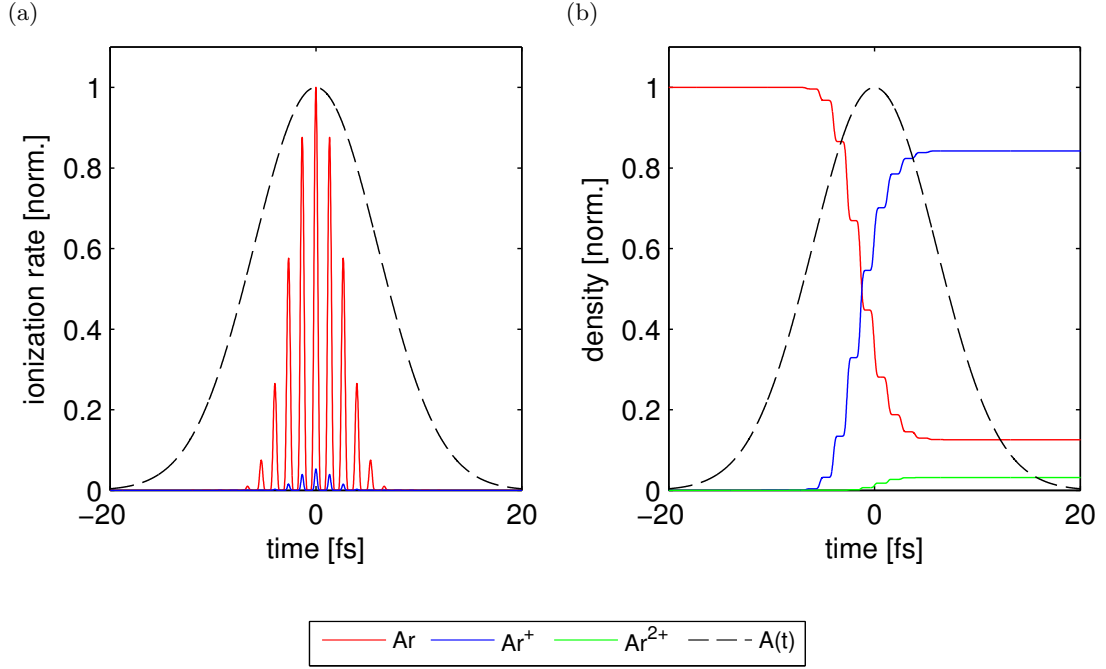 (a)
ionization rate [norm.]
1
0.8
0.6
0.4
0.2
0
−20
0
20
time [fs]
(b)
density [norm.]
1
0.8
0.6
0.4
0.2
0
−20
0
20
time [fs]
Ar Ar⁺ Ar²⁺ A(t)